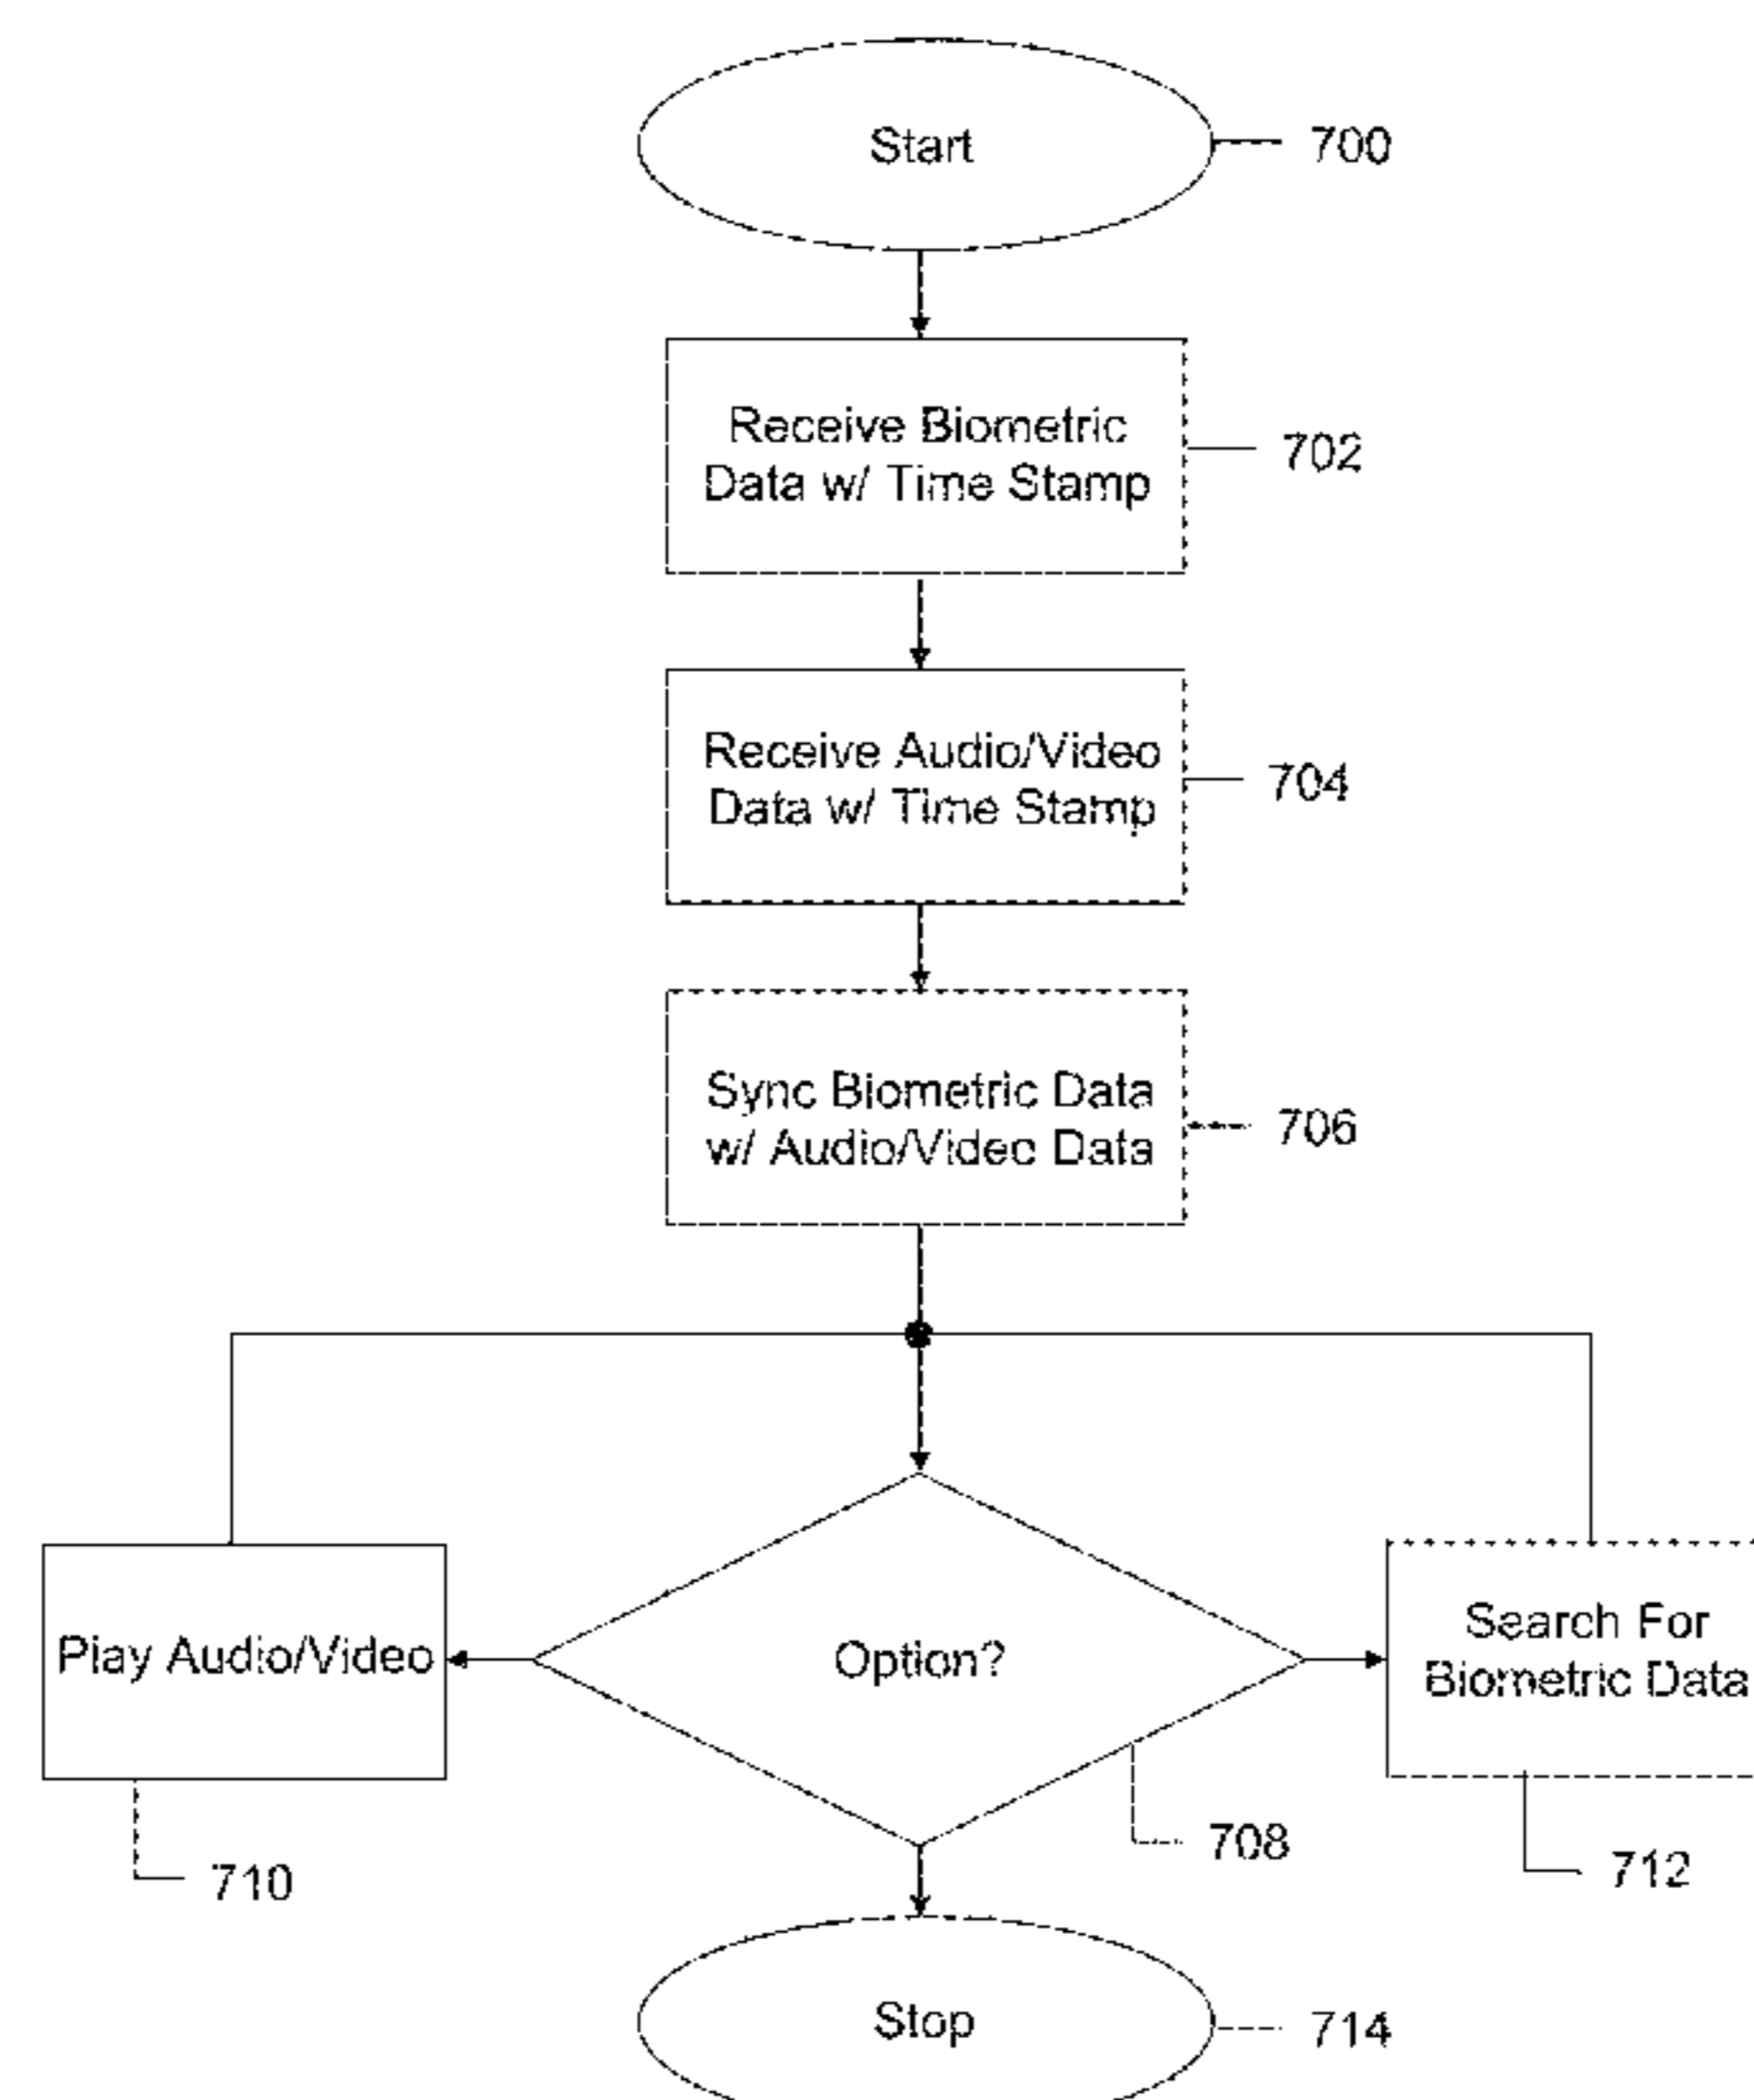 Start
700
Receive Biometric
Data w/ Time Stamp
702
Receive Audio/Video
Data w/ Time Stamp
704
Sync Biometric Data
w/ Audio/Video Data
706
Play Audio/Video
Option?
Search For
Biometric Data
708
710
712
Stop
714